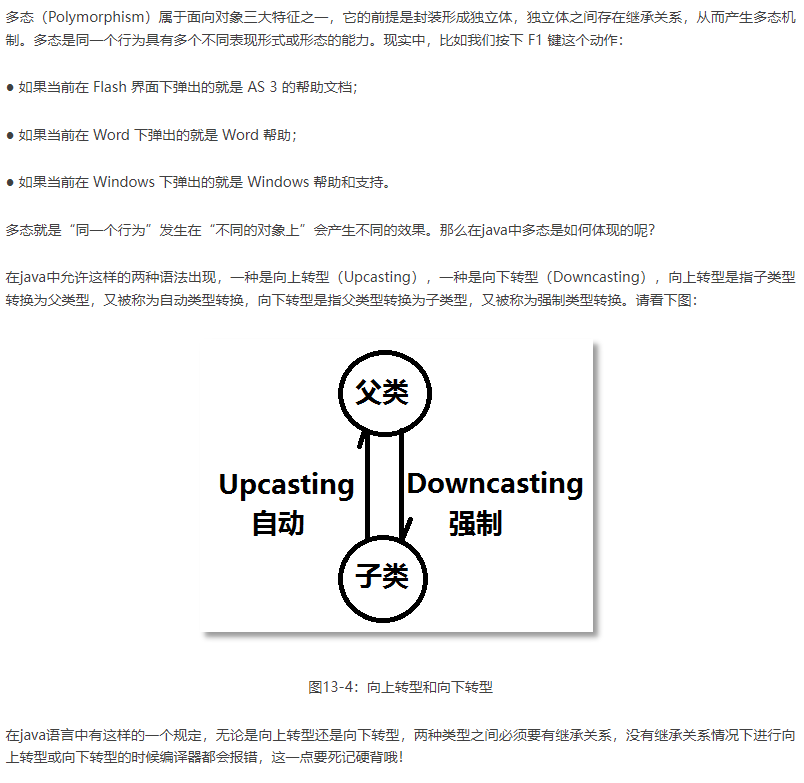 多态（Polymorphism）属于面向对象三大特征之一，它的前提是封装形成独立体，独立体之间存在继承关系，从而产生多态机
制。多态是同一个行为具有多个不同表现形式或形态的能力。现实中，比如我们按下 F1 键这个动作：
● 如果当前在 Flash 界面下弹出的就是 AS 3 的帮助文档；
● 如果当前在 Word 下弹出的就是 Word 帮助；
● 如果当前在 Windows 下弹出的就是 Windows 帮助和支持。
多态就是“同一个行为”发生在“不同的对象上”会产生不同的效果。那么在java中多态是如何体现的呢？
在java中允许这样的两种语法出现，一种是向上转型（Upcasting），一种是向下转型（Downcasting），向上转型是指子类型
转换为父类型，又被称为自动类型转换，向下转型是指父类型转换为子类型，又被称为强制类型转换。请看下图：
父类
Upcasting
自动
Downcasting
强制
子类
图13-4：向上转型和向下转型
在java语言中有这样的一个规定，无论是向上转型还是向下转型，两种类型之间必须要有继承关系，没有继承关系情况下进行向
上转型或向下转型的时候编译器都会报错，这一点要死记硬背哦！